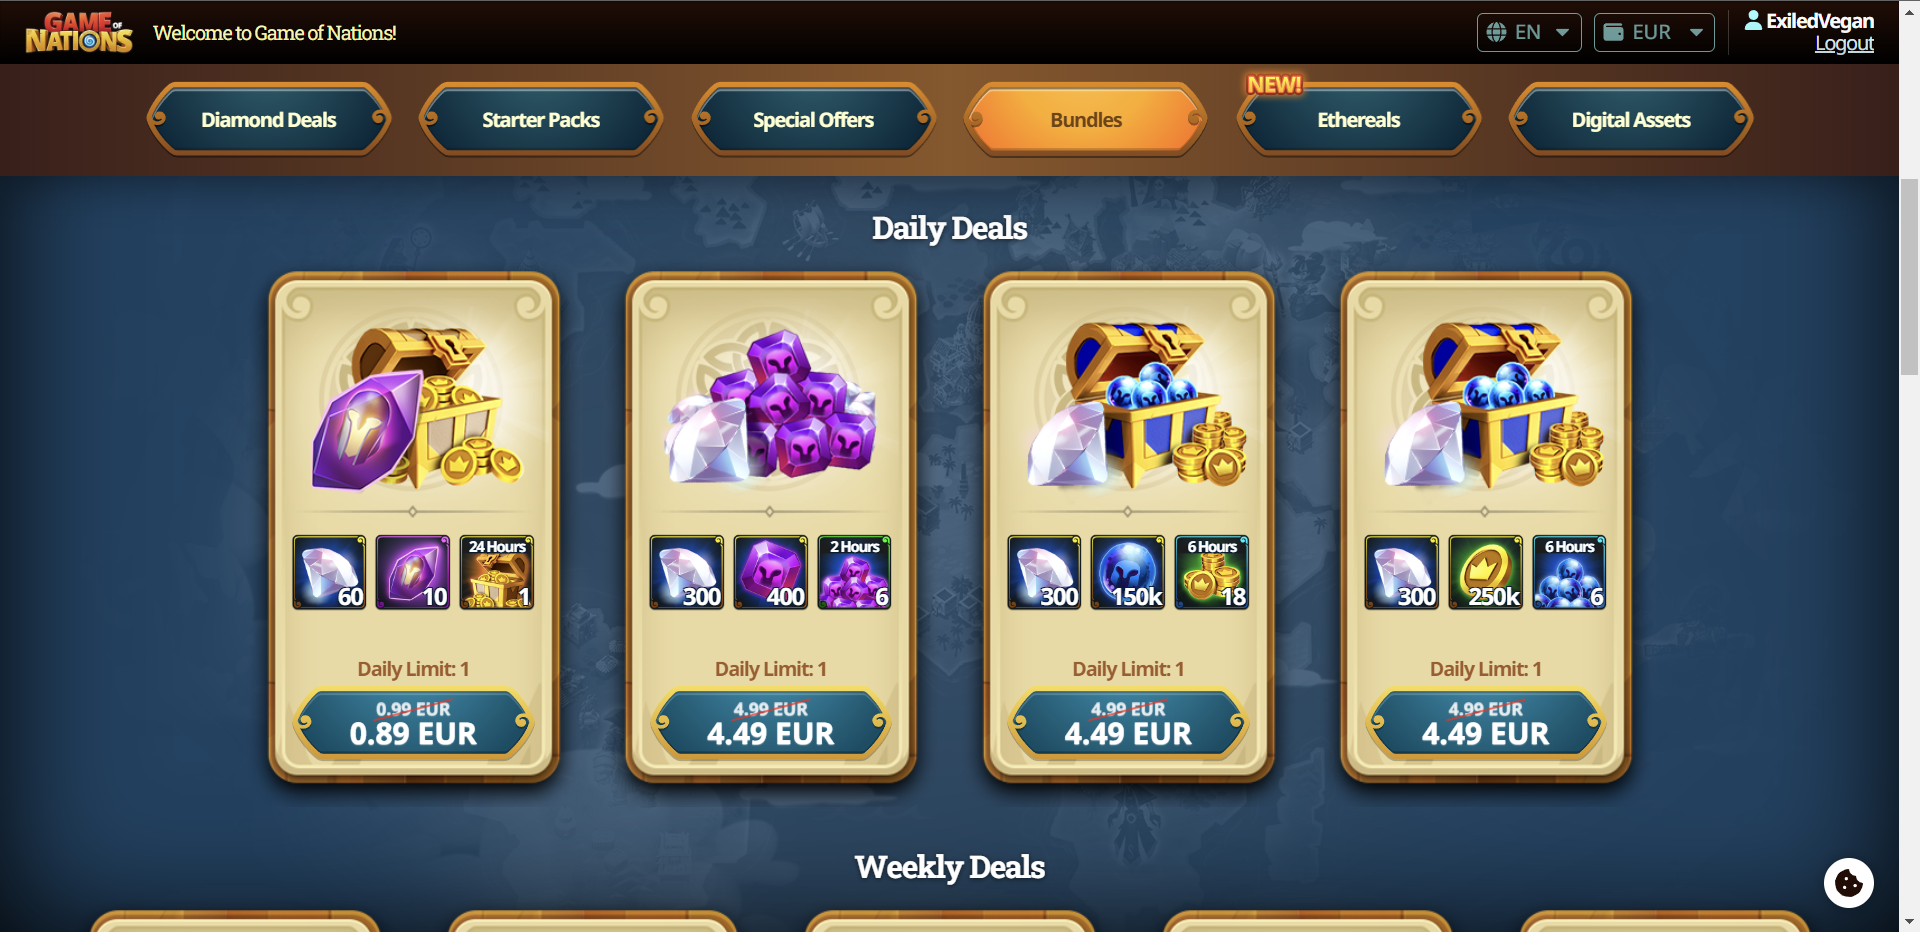 GAME OF NATIONS
Welcome to Game of Nations!
EN
EUR
ExiledVegan
Logout
Diamond Deals
Starter Packs
Special Offers
Bundles
NEW!
Ethereals
Digital Assets
Daily Deals
60
10
24 Hours
1
Daily Limit: 1
0.99 EUR
0.89 EUR
300
400
2 Hours
6
Daily Limit: 1
4.99 EUR
4.49 EUR
300
150k
6 Hours
18
Daily Limit: 1
4.99 EUR
4.49 EUR
300
250k
6 Hours
6
Daily Limit: 1
4.99 EUR
4.49 EUR
Weekly Deals